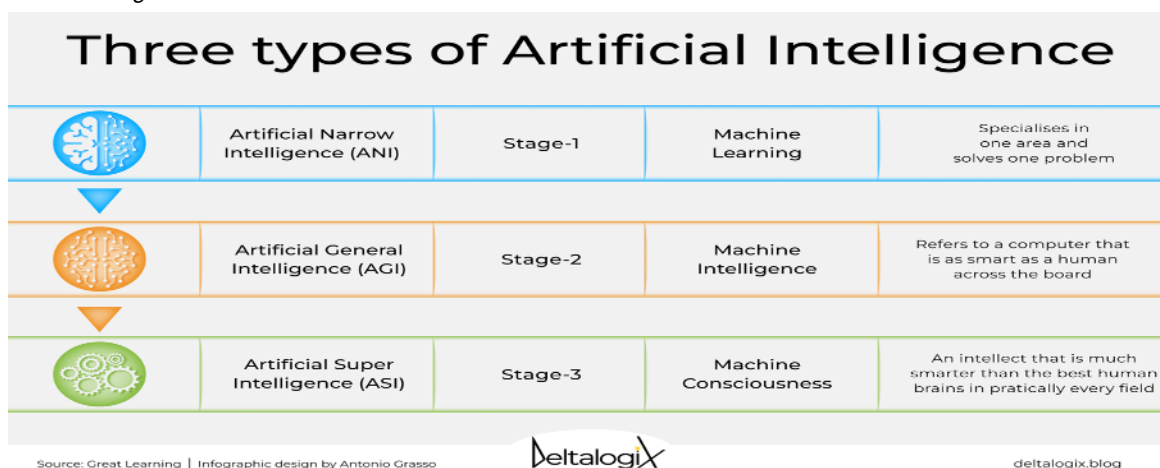 Three types of Artificial Intelligence
Artificial Narrow
Intelligence (ANI)
Stage-1
Machine
Learning
Specialises in
one area and
solves one problem
Artificial General
Intelligence (AGI)
Stage-2
Machine
Intelligence
Refers to a computer that
is as smart as a human
across the board
Artificial Super
Intelligence (ASI)
Stage-3
Machine
Consciousness
An intellect that is much
smarter than the best human
brains in pratically every field
Source: Great Learning | Infographic design by Antonio Grasso
DeltalogiX
deltalogix.blog